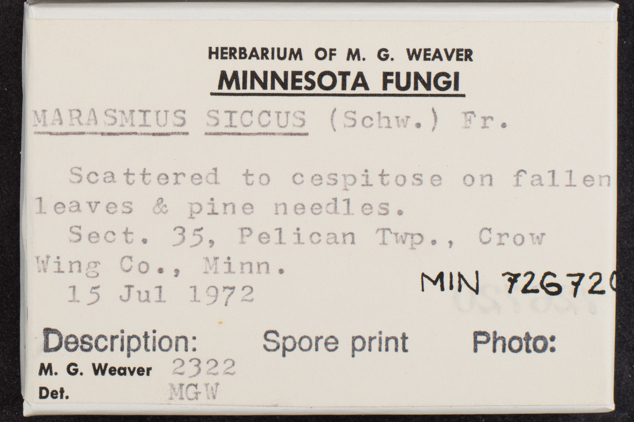 HERBARIUM OF M. G. WEAVER
MINNESOTA FUNGI
MARASMIUS SICCUS (Schw.) Fr.
Scattered to cespitose on fallen
leaves & pine needles.
Sect. 35, Pelican Twp., Crow
Wing Co., Minn.
MIN 726720
15 Jul 1972
Description: Spore print Photo:
M. G. Weaver 2322
Det. MGW